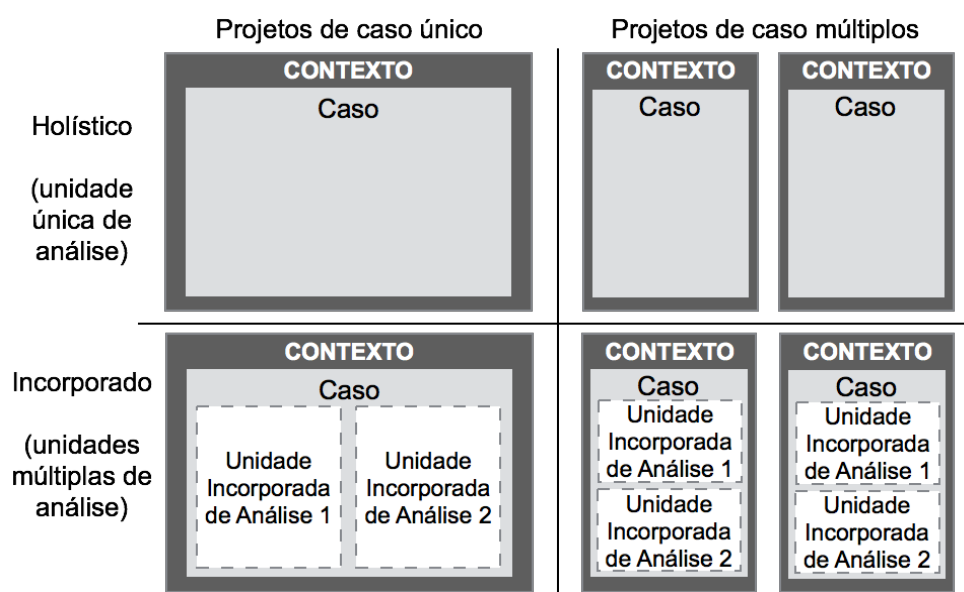 Projetos de caso único
Projetos de caso múltiplos
Holístico
(unidade
única de
análise)
CONTEXTO
Caso
CONTEXTO
Caso
CONTEXTO
Caso
Incorporado
(unidades
múltiplas de
análise)
CONTEXTO
Caso
Unidade
Incorporada
de Análise 1
Unidade
Incorporada
de Análise 2
CONTEXTO
Caso
Unidade
Incorporada
de Análise 1
Unidade
Incorporada
de Análise 2
CONTEXTO
Caso
Unidade
Incorporada
de Análise 1
Unidade
Incorporada
de Análise 2